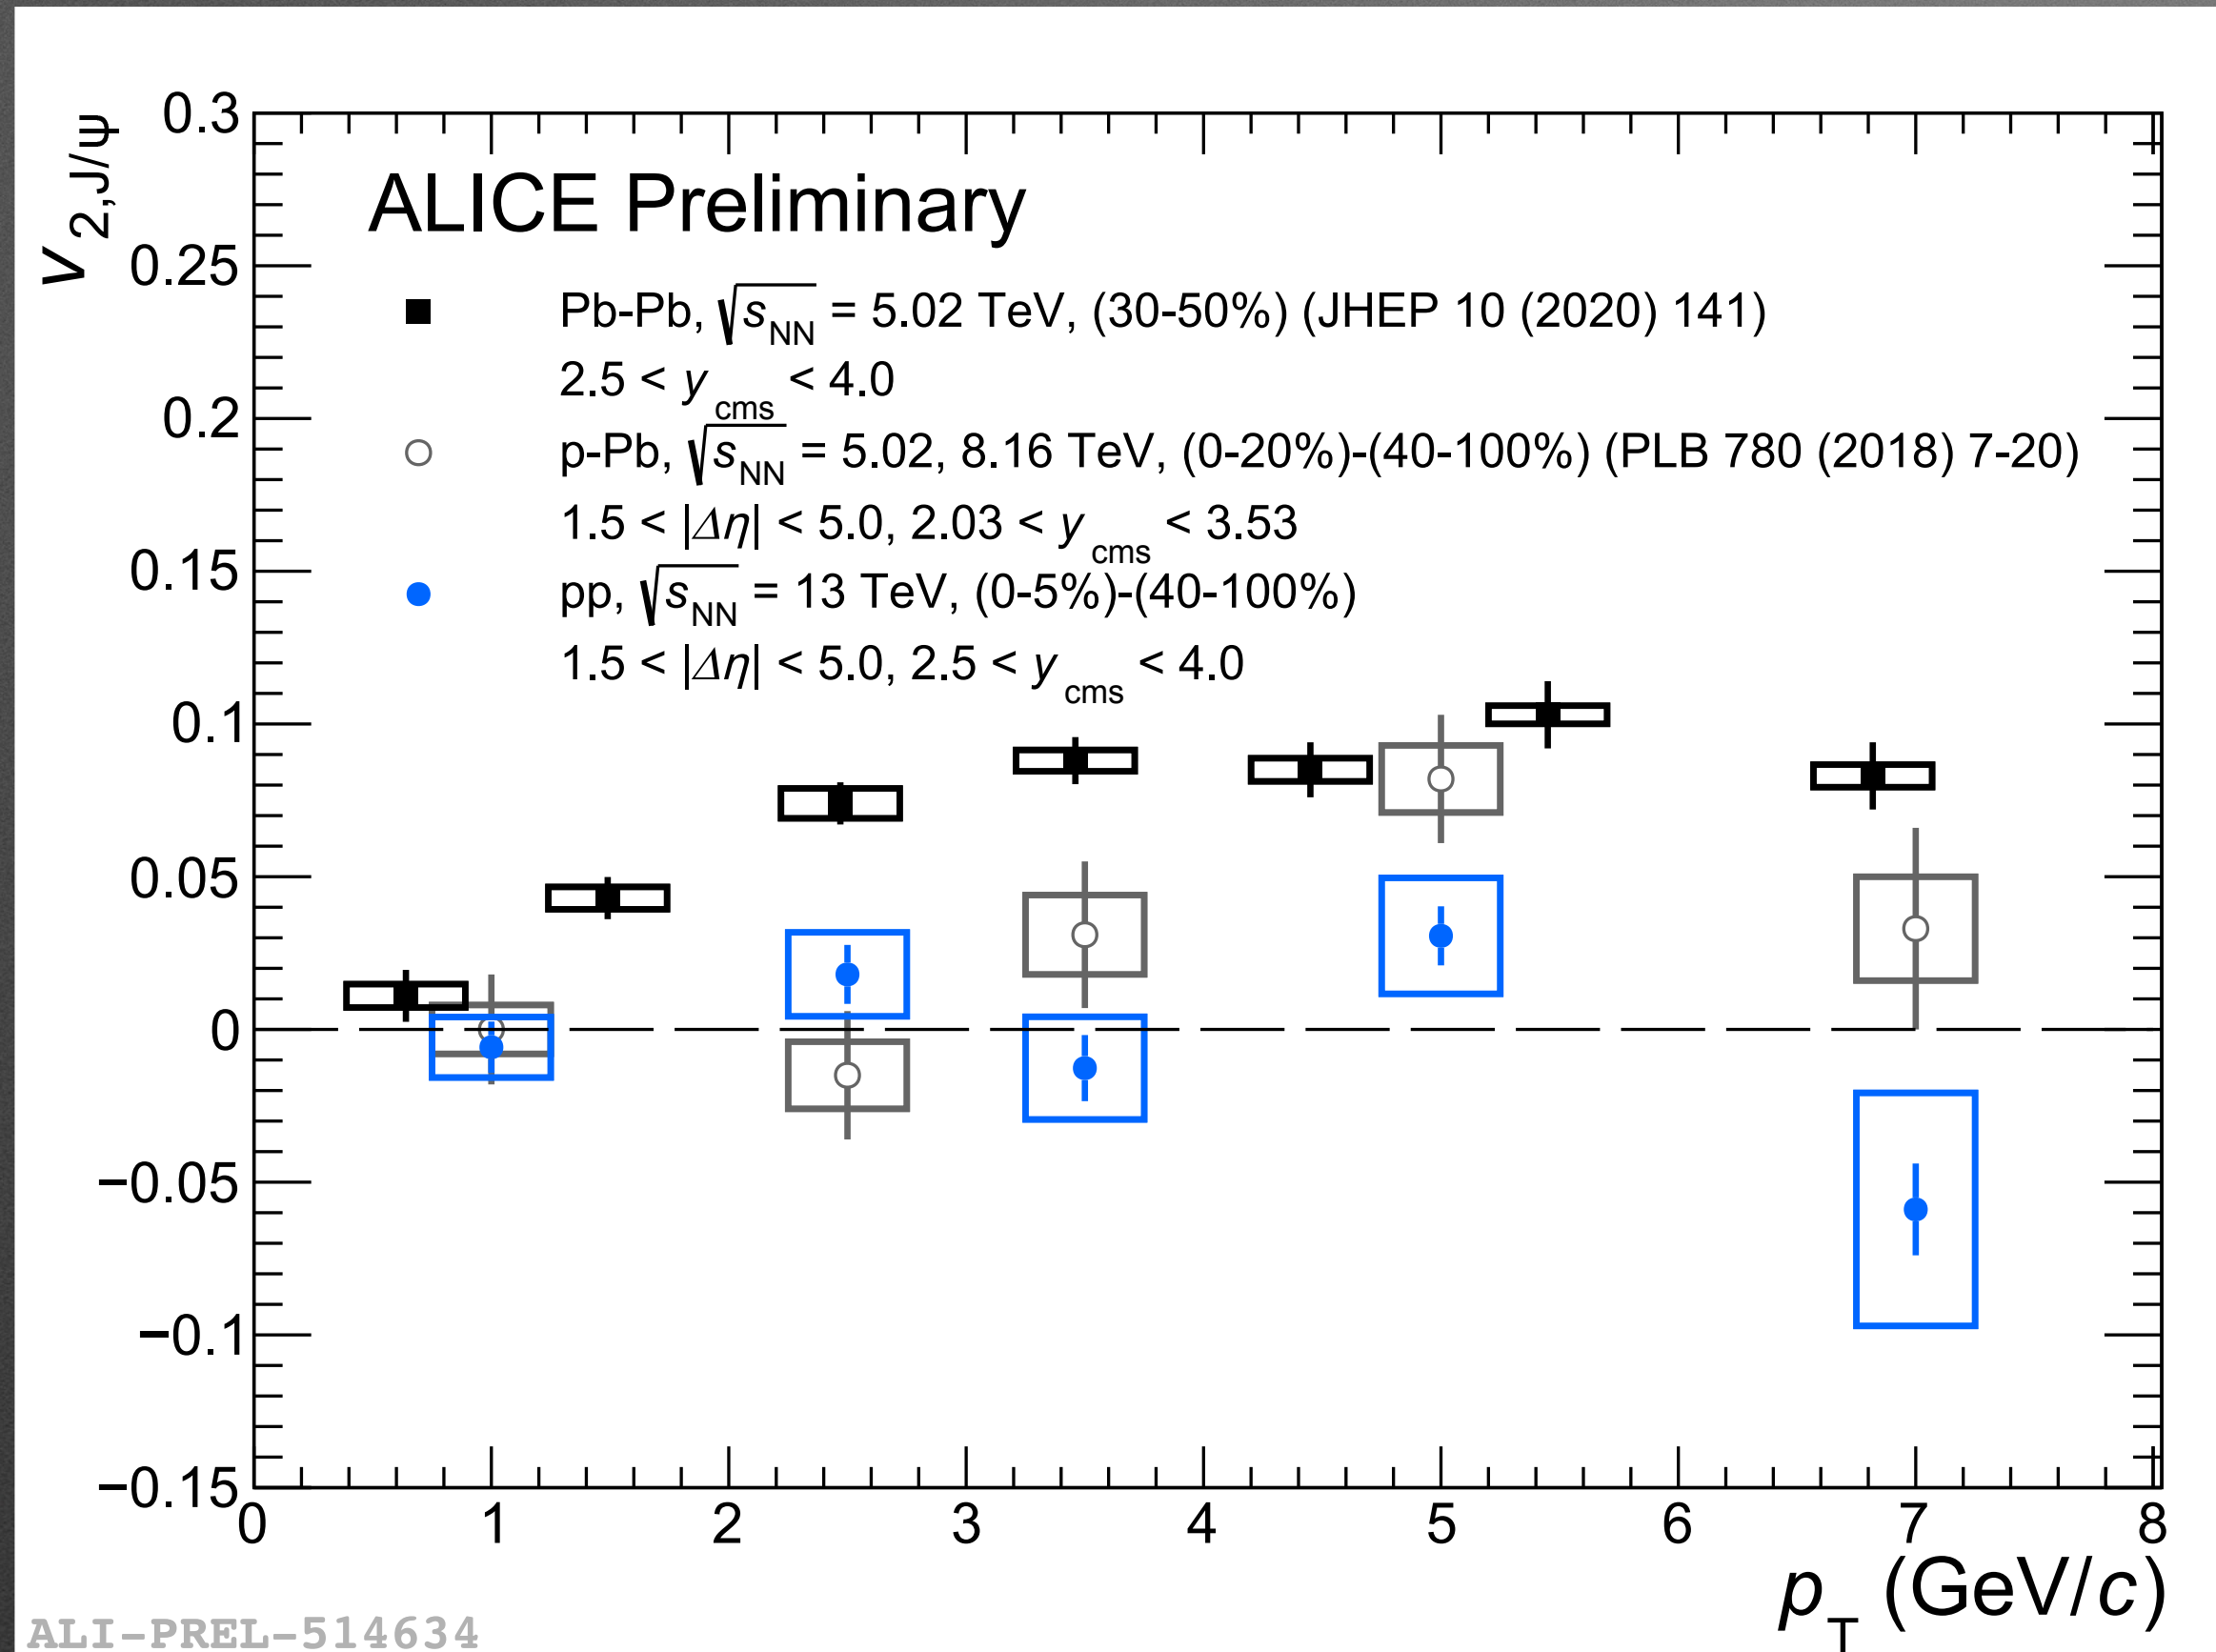 0.3
0.25
0.2
0.15
0.1
0.05
0
−0.05
−0.1
−0.15
v2,J/ψ
ALICE Preliminary
Pb-Pb, √sNN = 5.02 TeV, (30-50%) (JHEP 10 (2020) 141)
2.5 < ycms < 4.0
p-Pb, √sNN = 5.02, 8.16 TeV, (0-20%)-(40-100%) (PLB 780 (2018) 7-20)
1.5 < |Δη| < 5.0, 2.03 < ycms < 3.53
pp, √sNN = 13 TeV, (0-5%)-(40-100%)
1.5 < |Δη| < 5.0, 2.5 < ycms < 4.0
0 1 2 3 4 5 6 7 8
pT (GeV/c)
ALI-PREL-514634